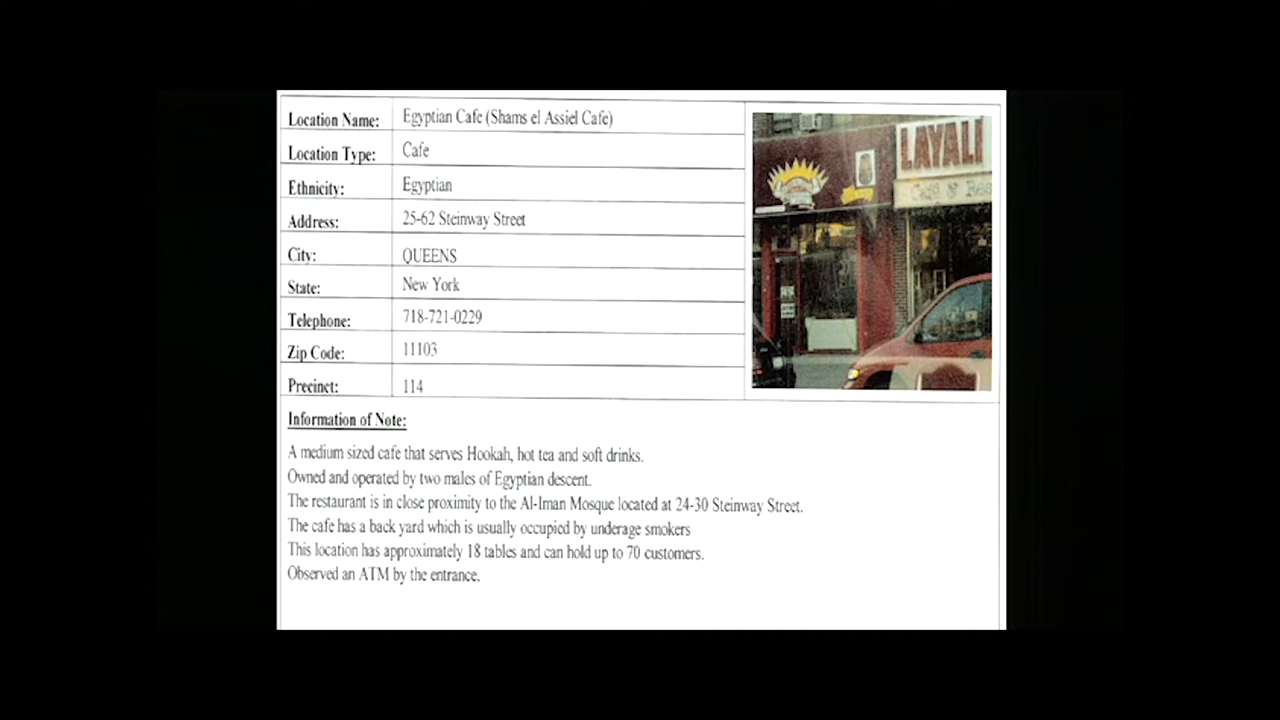 Location Name: Egyptian Cafe (Shams el Assiel Cafe)
Location Type: Cafe
Ethnicity: Egyptian
Address: 25-62 Steinway Street
City: QUEENS
State: New York
Telephone: 718-721-0229
Zip Code: 11103
Precinct: 114
LAYALI
Cafe &
Information of Note:
A medium sized cafe that serves Hookah, hot tea and soft drinks.
Owned and operated by two males of Egyptian descent.
The restaurant is in close proximity to the Al-Iman Mosque located at 24-30 Steinway Street.
The cafe has a back yard which is usually occupied by underage smokers
This location has approximately 18 tables and can hold up to 70 customers.
Observed an ATM by the entrance.